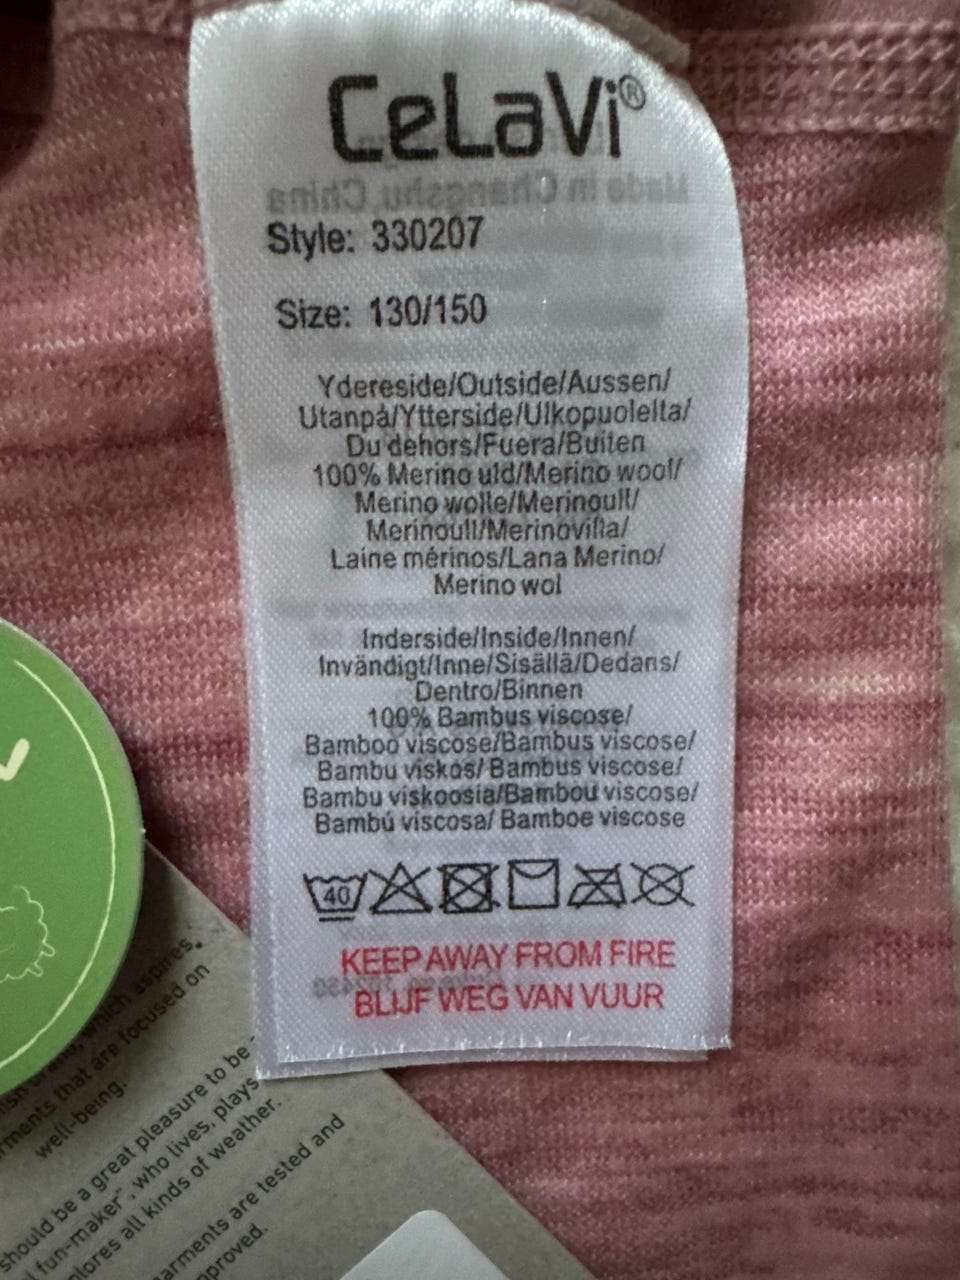 CeLaVi®
Made in Changshu, China
Style: 330207
Size: 130/150
Ydereside/Outside/Aussen/
Utanpå/Ytterside/Ulkopuolelta/
Du dehors/Fuera/Buiten
100% Merino uld/Merino wool/
Merino wolle/Merinoull/
Merinoull/Merinovilla/
Laine mérinos/Lana Merino/
Merino wol
Inderside/Inside/Innen/
Invändigt/Inne/Sisällä/Dedans/
Dentro/Binnen
100% Bambus viscose/
Bamboo viscose/Bambus viscose/
Bambu viskos/ Bambus viscose/
Bambu viskoosia/Bambou viscose/
Bambú viscosa/ Bamboe viscose
40
KEEP AWAY FROM FIRE
BLIJF WEG VAN VUUR
which aspires
that are focused on
well-being.
should be a great pleasure to be -
fun-maker", who lives, plays
all kinds of weather.
are tested and